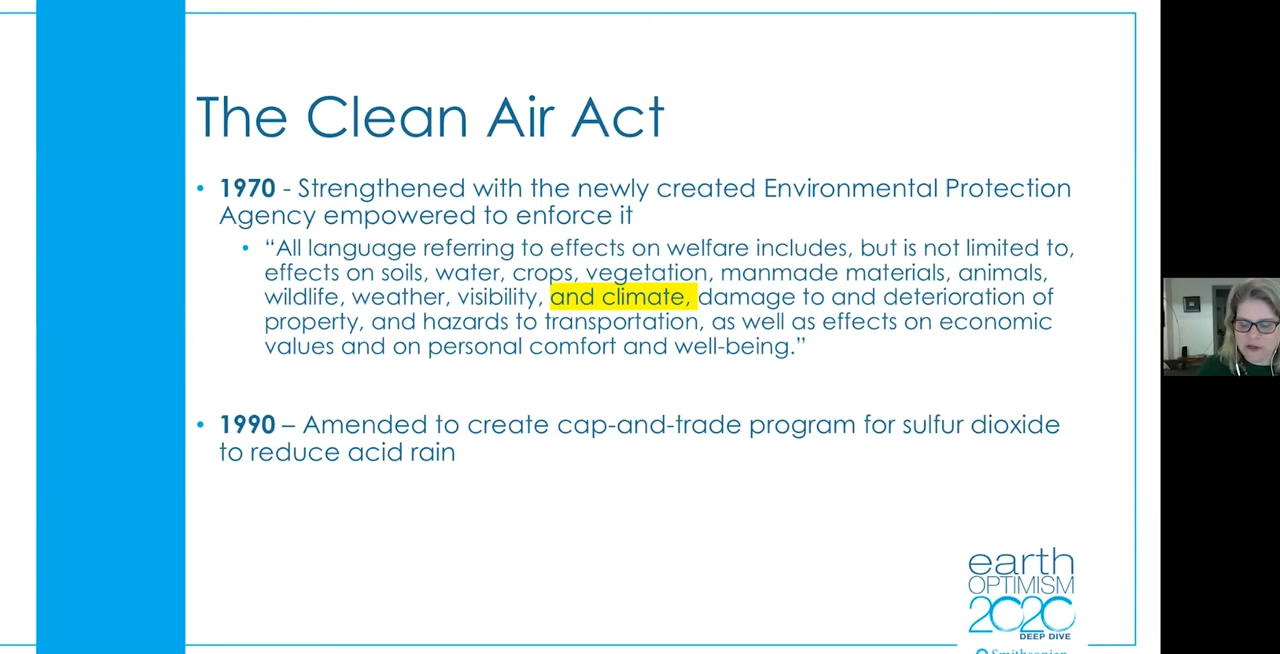 The Clean Air Act
• 1970 - Strengthened with the newly created Environmental Protection
Agency empowered to enforce it
• “All language referring to effects on welfare includes, but is not limited to,
effects on soils, water, crops, vegetation, manmade materials, animals,
wildlife, weather, visibility, and climate, damage to and deterioration of
property, and hazards to transportation, as well as effects on economic
values and on personal comfort and well-being.”
• 1990 – Amended to create cap-and-trade program for sulfur dioxide
to reduce acid rain
earth
OPTIMISM
2020
DEEP DIVE
Smithsonian